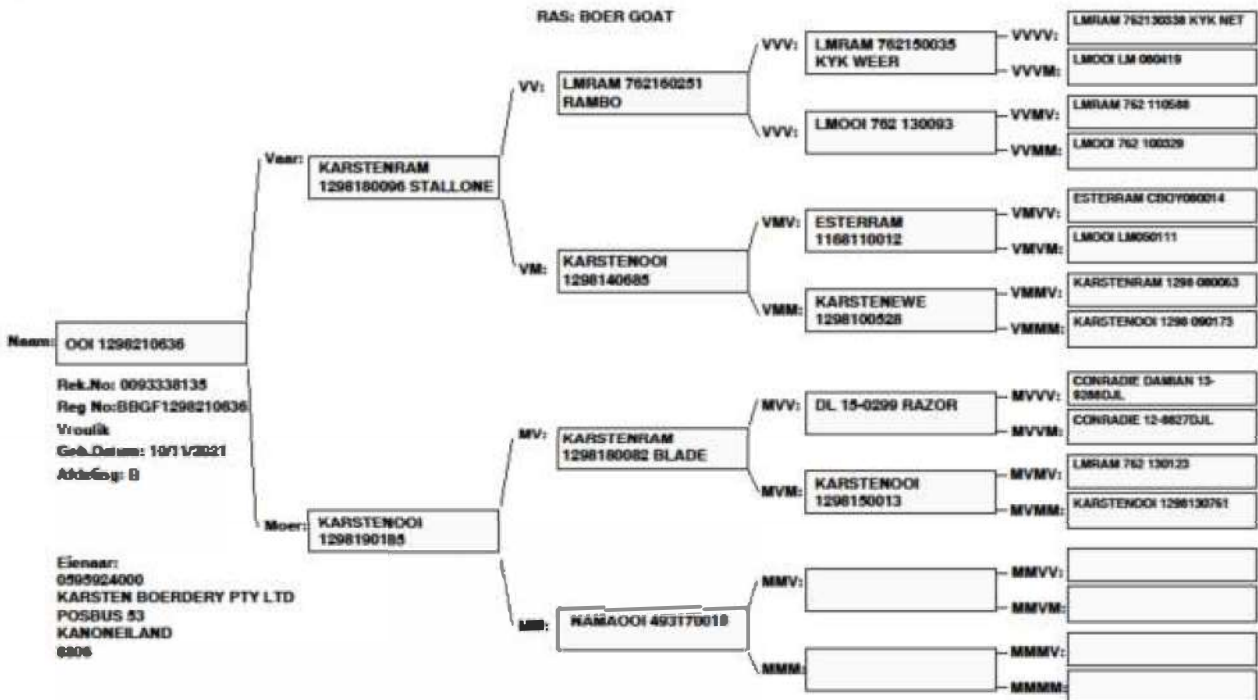 RAS: BOER GOAT
Naam:
OOI 1298210636
Rek.No: 0093338135
Reg No:BBGF1298210636
Vroulik
Geb.Datum: 10/11/2021
Afdeling: B
Eienaar:
0595924000
KARSTEN BOERDERY PTY LTD
POSBUS 53
KANONEILAND
8806
Vaar:
KARSTENRAM
1298180096 STALLONE
Moer:
KARSTENOOI
1298190185
VV:
LMRAM 762160251
RAMBO
VM:
KARSTENOOI
1298140685
MV:
KARSTENRAM
1298180082 BLADE
MM:
NAMAOOI 493170018
VVV:
LMRAM 762150035
KYK WEER
VVV:
LMOOI 762 130093
VMV:
ESTERRAM
1168110012
VMM:
KARSTENEWE
1298100528
MVV:
DL 15-0299 RAZOR
MVM:
KARSTENOOI
1298150013
MMV:
MMM:
VVVV:
LMRAM 762130338 KYK NET
VVVM:
LMOOI LM 080419
VVMV:
LMRAM 762 110588
VVMM:
LMOOI 762 100329
VMVV:
ESTERRAM CBOY080014
VMVM:
LMOOI LM050111
VMMV:
KARSTENRAM 1298 080063
VMMM:
KARSTENOOI 1298 090173
MVVV:
CONRADIE DAMIAN 13-
9286DJL
MVVM:
CONRADIE 12-8827DJL
MVMV:
LMRAM 762 130123
MVMM:
KARSTENOOI 1298130761
MMVV:
MMVM:
MMMV:
MMMM: